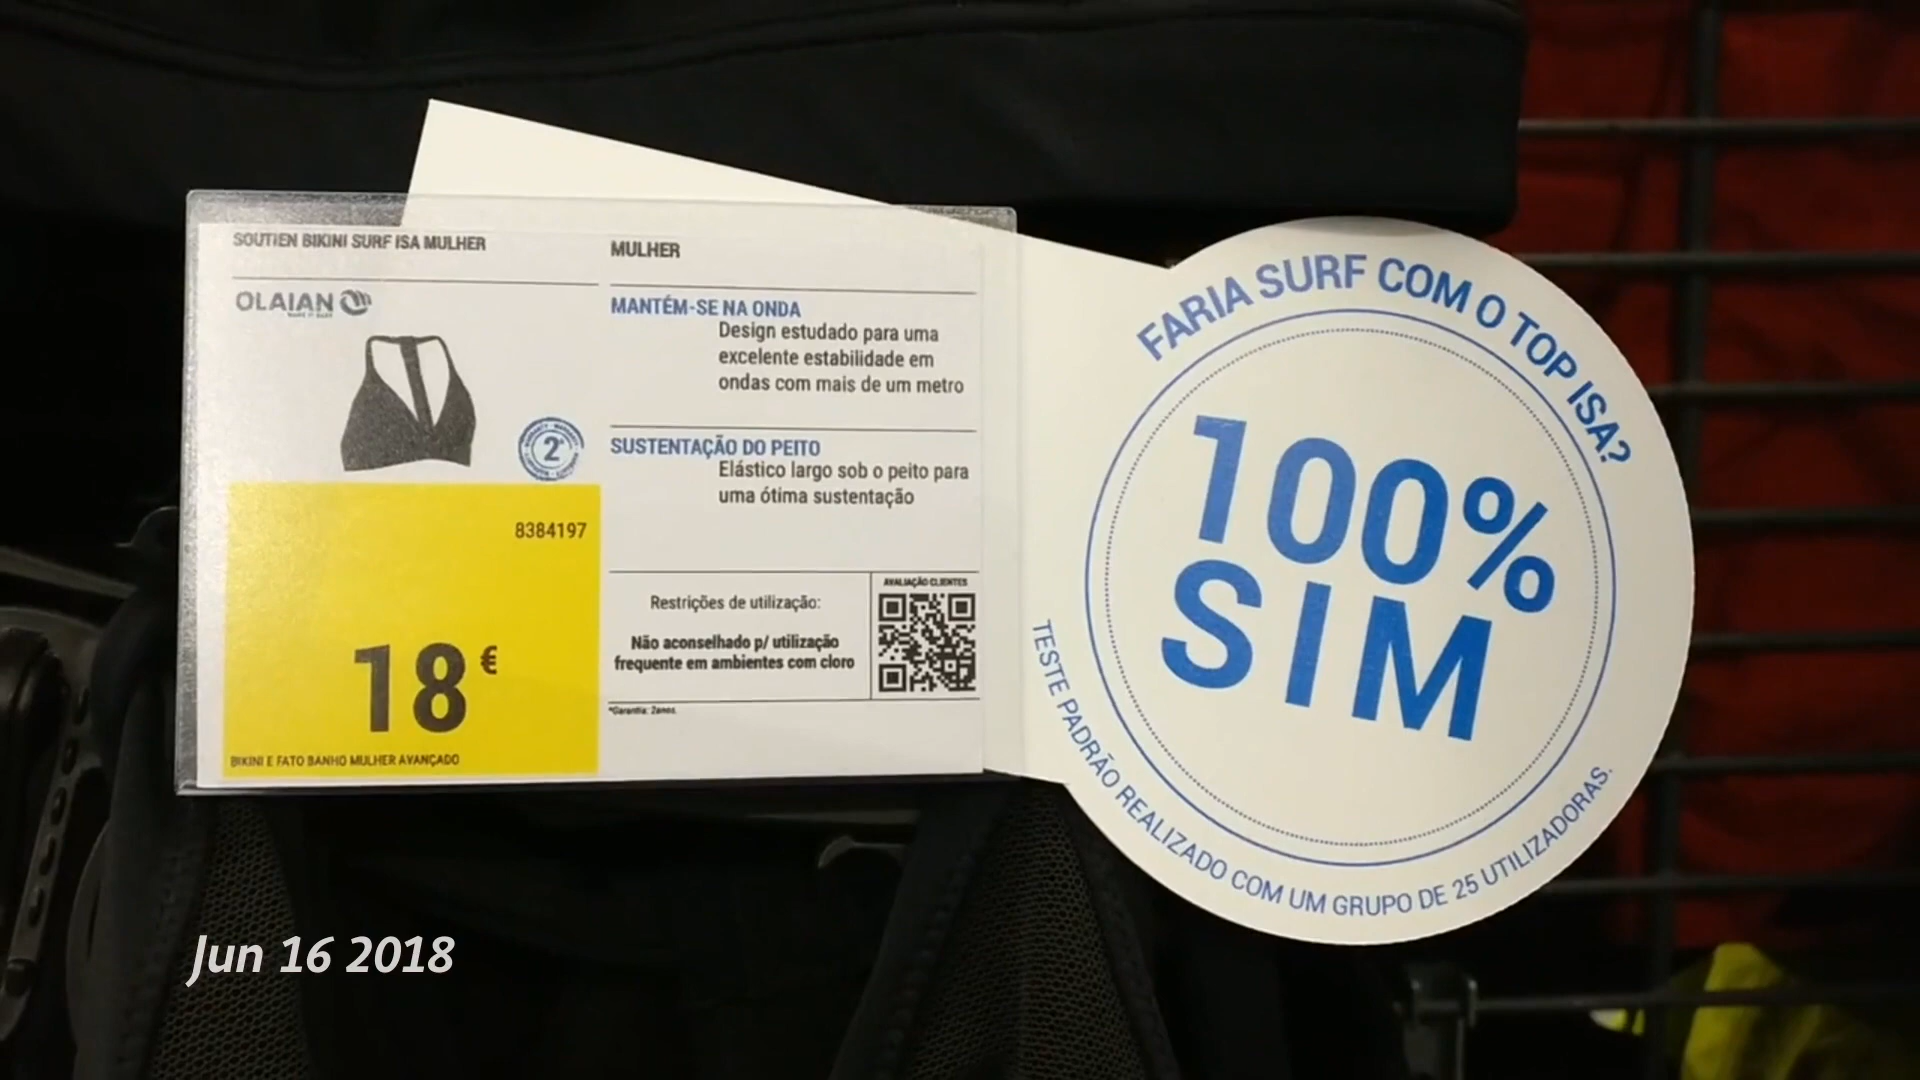 SOUTIEN BIKINI SURF ISA MULHER
OLAIAN
2
8384197
18€
BIKINI E FATO BANHO MULHER AVANÇADO
MULHER
MANTÉM-SE NA ONDA
Design estudado para uma
excelente estabilidade em
ondas com mais de um metro
SUSTENTAÇÃO DO PEITO
Elástico largo sob o peito para
uma ótima sustentação
Restrições de utilização:
Não aconselhado p/ utilização
frequente em ambientes com cloro
AVALIAÇÃO CLIENTES
*Garantia: 2anos.
FARIA SURF COM O TOP ISA?
100%
SIM
TESTE PADRÃO REALIZADO COM UM GRUPO DE 25 UTILIZADORAS.
Jun 16 2018